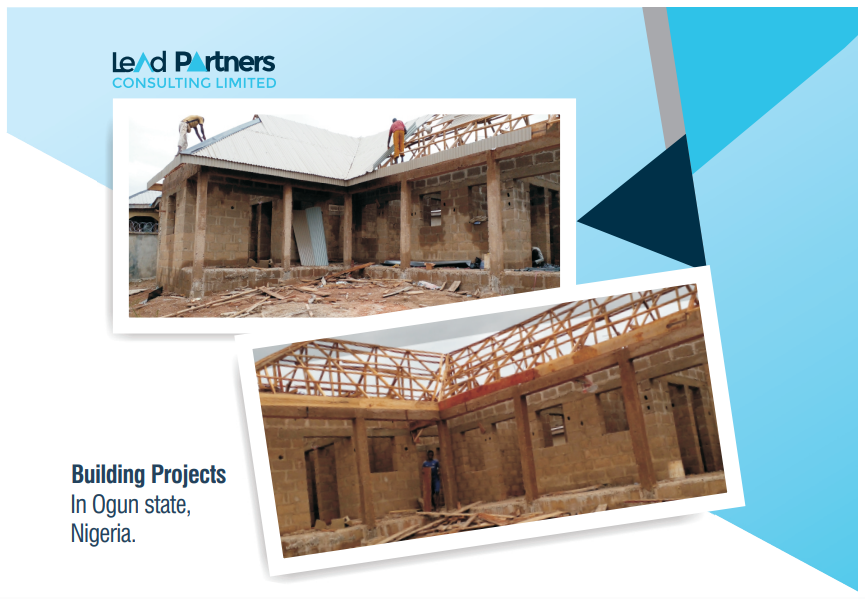 Lead Partners
CONSULTING LIMITED
Building Projects
In Ogun state,
Nigeria.